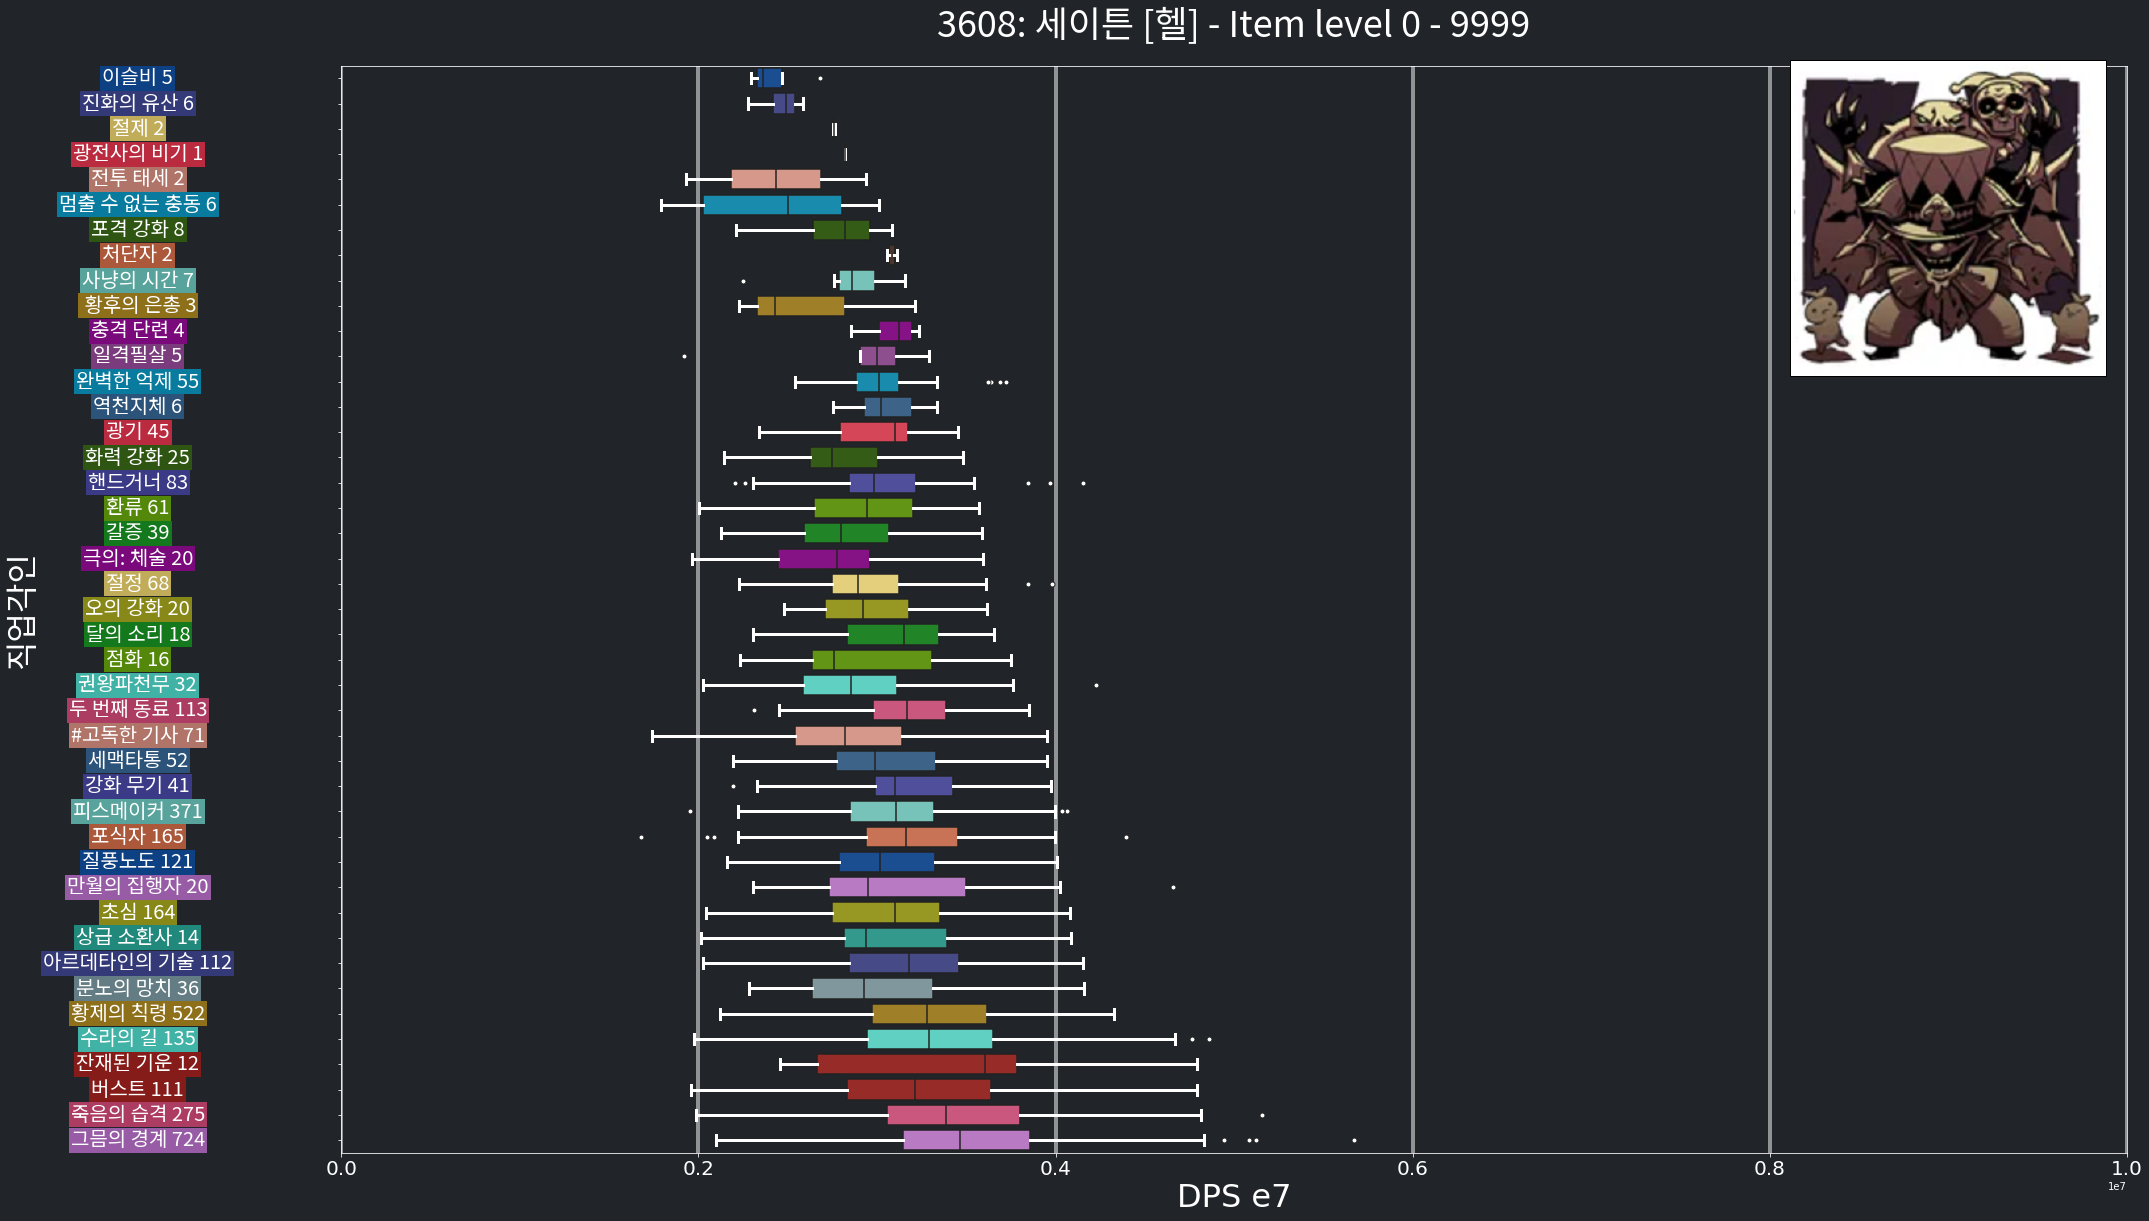 3608: 세이튼 [헬] - Item level 0 - 9999
이슬비 5
진화의 유산 6
절제 2
광전사의 비기 1
전투 태세 2
멈출 수 없는 충동 6
포격 강화 8
처단자 2
사냥의 시간 7
황후의 은총 3
충격 단련 4
일격필살 5
완벽한 억제 55
역천지체 6
광기 45
화력 강화 25
핸드거너 83
환류 61
갈증 39
극의: 체술 20
절정 68
오의 강화 20
달의 소리 18
점화 16
권왕파천무 32
두 번째 동료 113
#고독한 기사 71
세맥타통 52
강화 무기 41
피스메이커 371
포식자 165
질풍노도 121
만월의 집행자 20
초심 164
상급 소환사 14
아르데타인의 기술 112
분노의 망치 36
황제의 칙령 522
수라의 길 135
잔재된 기운 12
버스트 111
죽음의 습격 275
그믐의 경계 724
직업각인
0.0 0.2 0.4 0.6 0.8 1.0
1e7
DPS e7